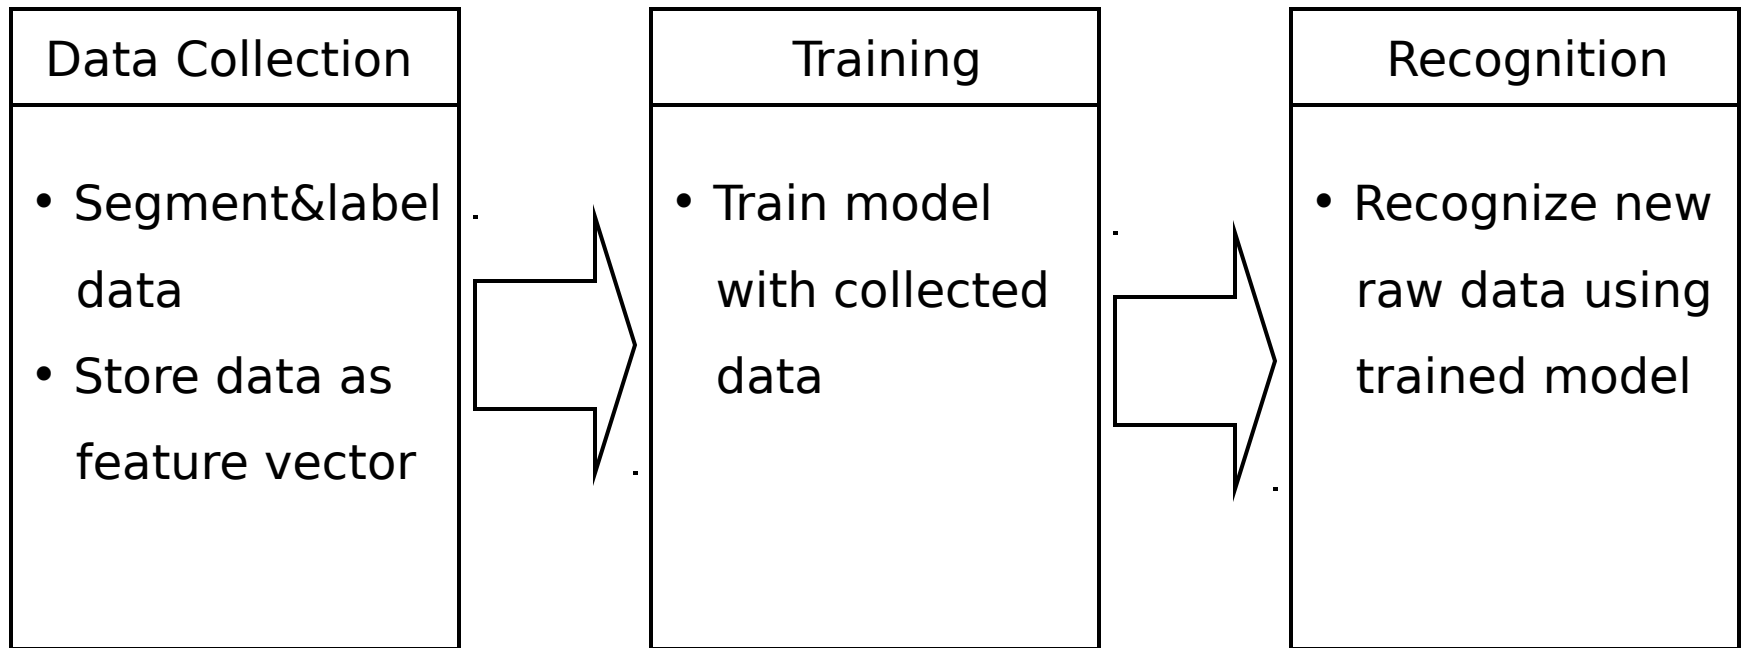 Data Collection
• Segment&label
data
• Store data as
feature vector
Training
• Train model
with collected
data
Recognition
• Recognize new
raw data using
trained model